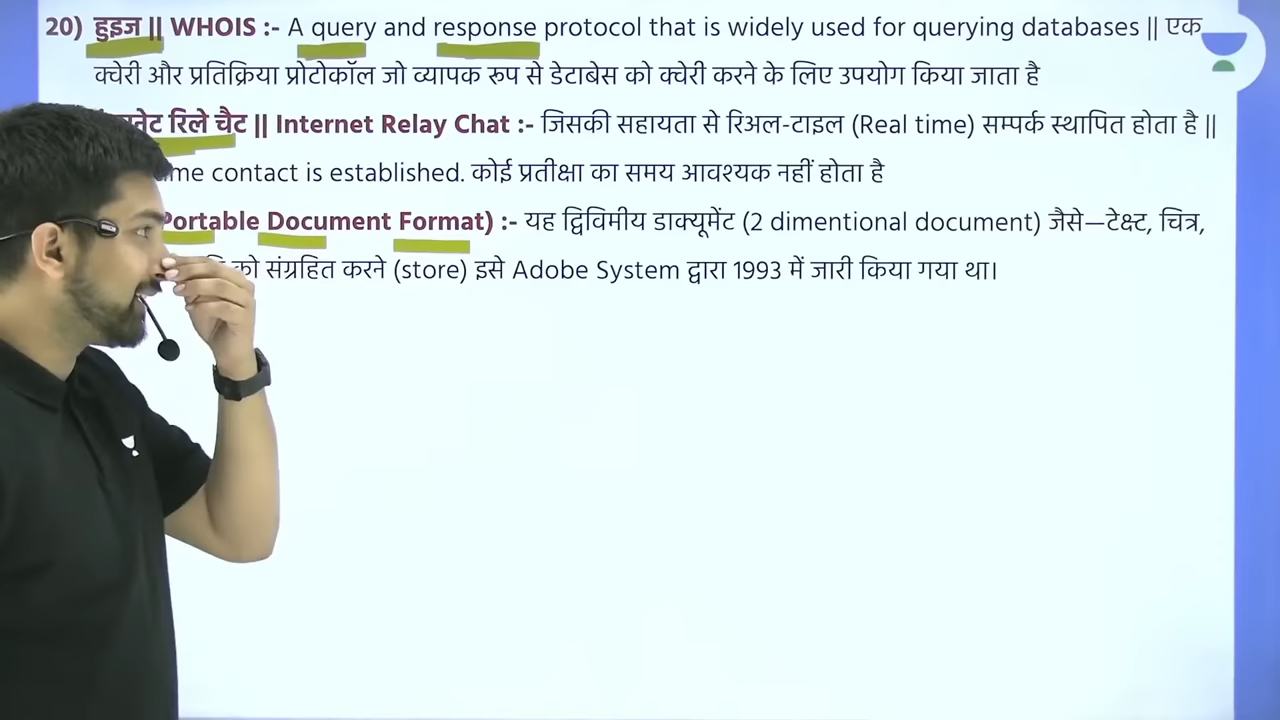 20) हुइज || WHOIS :- A query and response protocol that is widely used for querying databases || एक
क्वेरी और प्रतिक्रिया प्रोटोकॉल जो व्यापक रूप से डेटाबेस को क्वेरी करने के लिए उपयोग किया जाता है
रिले चैट || Internet Relay Chat :- जिसकी सहायता से रिअल-टाइल (Real time) सम्पर्क स्थापित होता है ||
contact is established. कोई प्रतीक्षा का समय आवश्यक नहीं होता है
Portable Document Format) :- यह द्विविमीय डाक्यूमेंट (2 dimentional document) जैसे—टेक्ष्ट, चित्र,
को संग्रहित करने (store) इसे Adobe System द्वारा 1993 में जारी किया गया था।